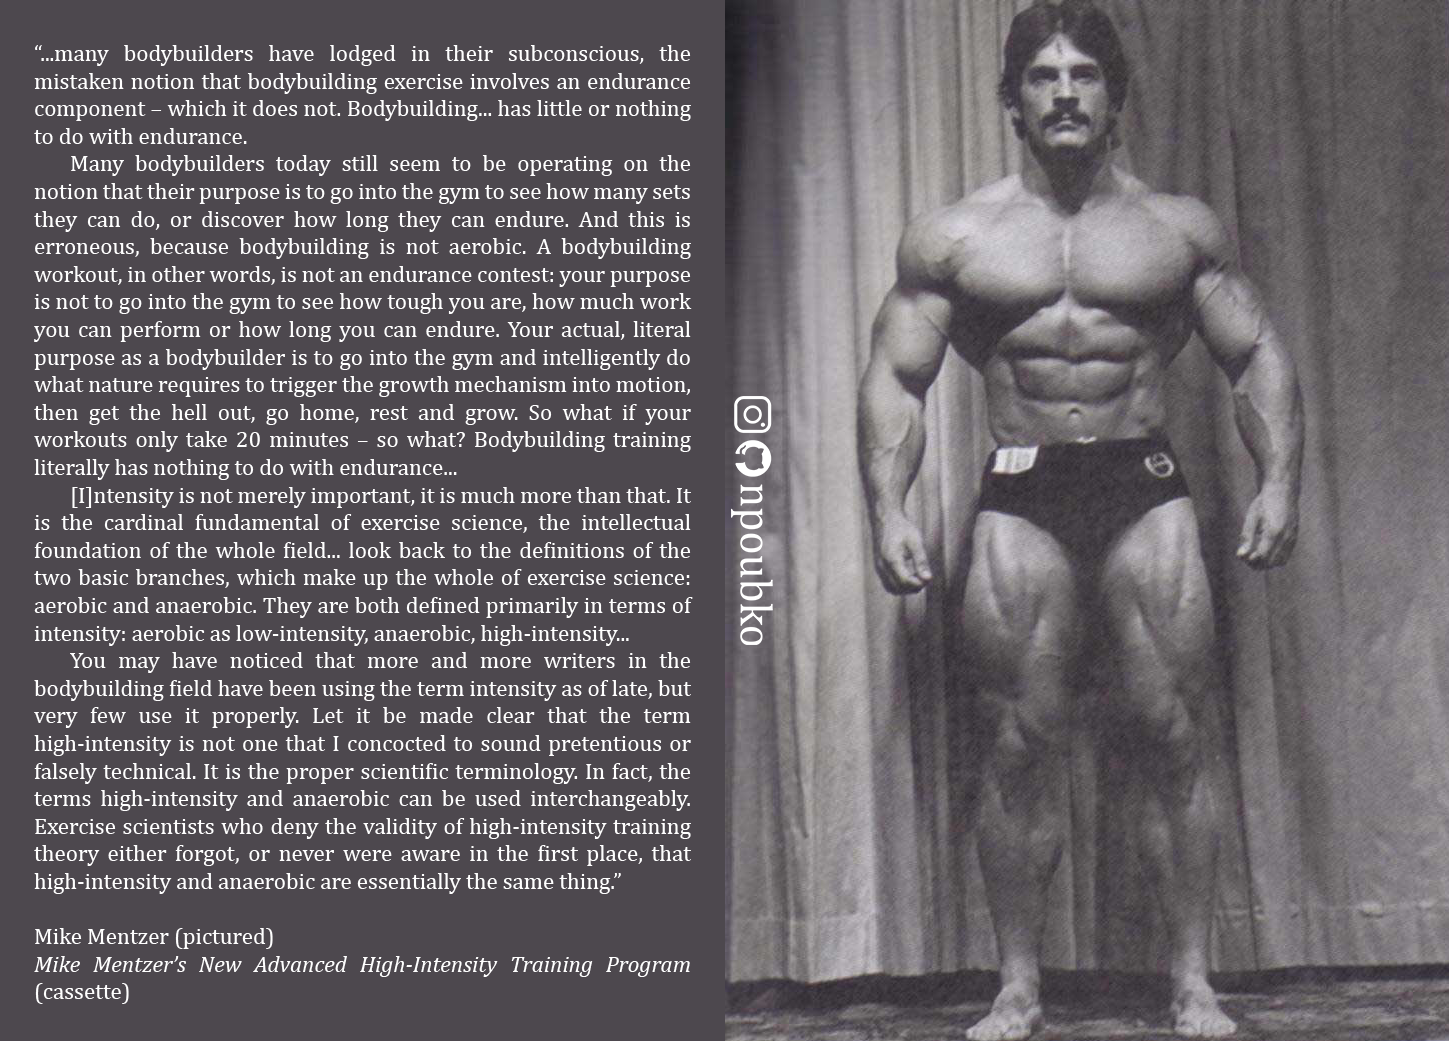 “...many bodybuilders have lodged in their subconscious, the
mistaken notion that bodybuilding exercise involves an endurance
component – which it does not. Bodybuilding... has little or nothing
to do with endurance.
Many bodybuilders today still seem to be operating on the
notion that their purpose is to go into the gym to see how many sets
they can do, or discover how long they can endure. And this is
erroneous, because bodybuilding is not aerobic. A bodybuilding
workout, in other words, is not an endurance contest: your purpose
is not to go into the gym to see how tough you are, how much work
you can perform or how long you can endure. Your actual, literal
purpose as a bodybuilder is to go into the gym and intelligently do
what nature requires to trigger the growth mechanism into motion,
then get the hell out, go home, rest and grow. So what if your
workouts only take 20 minutes – so what? Bodybuilding training
literally has nothing to do with endurance...
[I]ntensity is not merely important, it is much more than that. It
is the cardinal fundamental of exercise science, the intellectual
foundation of the whole field... look back to the definitions of the
two basic branches, which make up the whole of exercise science:
aerobic and anaerobic. They are both defined primarily in terms of
intensity: aerobic as low-intensity, anaerobic, high-intensity...
You may have noticed that more and more writers in the
bodybuilding field have been using the term intensity as of late, but
very few use it properly. Let it be made clear that the term
high-intensity is not one that I concocted to sound pretentious or
falsely technical. It is the proper scientific terminology. In fact, the
terms high-intensity and anaerobic can be used interchangeably.
Exercise scientists who deny the validity of high-intensity training
theory either forgot, or never were aware in the first place, that
high-intensity and anaerobic are essentially the same thing.”
Mike Mentzer (pictured)
Mike Mentzer’s New Advanced High-Intensity Training Program
(cassette)
npoubko